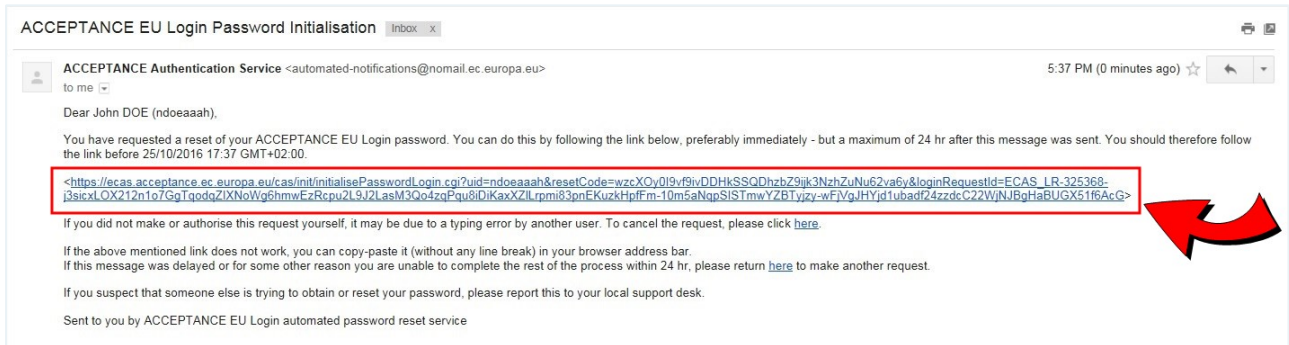 ACCEPTANCE EU Login Password Initialisation Inbox x
ACCEPTANCE Authentication Service <automated-notifications@nomail.ec.europa.eu> 5:37 PM (0 minutes ago)
to me
Dear John DOE (ndoeaaah),
You have requested a reset of your ACCEPTANCE EU Login password. You can do this by following the link below, preferably immediately - but a maximum of 24 hr after this message was sent. You should therefore follow
the link before 25/10/2016 17:37 GMT+02:00.
<https://ecas.acceptance.ec.europa.eu/cas/init/initialisePasswordLogin.cgi?uid=ndoeaaah&resetCode=wzcXOy0I9vf9ivDDHkSSQDhzbZ9ijk3NzhZuNu62va6y&loginRequestId=ECAS_LR-325368-
j3sicxLOX212n1o7GgTqodqZIXNoWg6hmwEzRcpu2L9J2LasM3Qo4zqPqu8iDiKaxXZlLrpmi83pnEKuzkHpfFm-10m5aNqpSISTmwYZBTyjzy-wFjVgJHYjd1ubadf24zzdcC22WjNJBgHaBUGX51f6AcG>
If you did not make or authorise this request yourself, it may be due to a typing error by another user. To cancel the request, please click here.
If the above mentioned link does not work, you can copy-paste it (without any line break) in your browser address bar.
If this message was delayed or for some other reason you are unable to complete the rest of the process within 24 hr, please return here to make another request.
If you suspect that someone else is trying to obtain or reset your password, please report this to your local support desk.
Sent to you by ACCEPTANCE EU Login automated password reset service